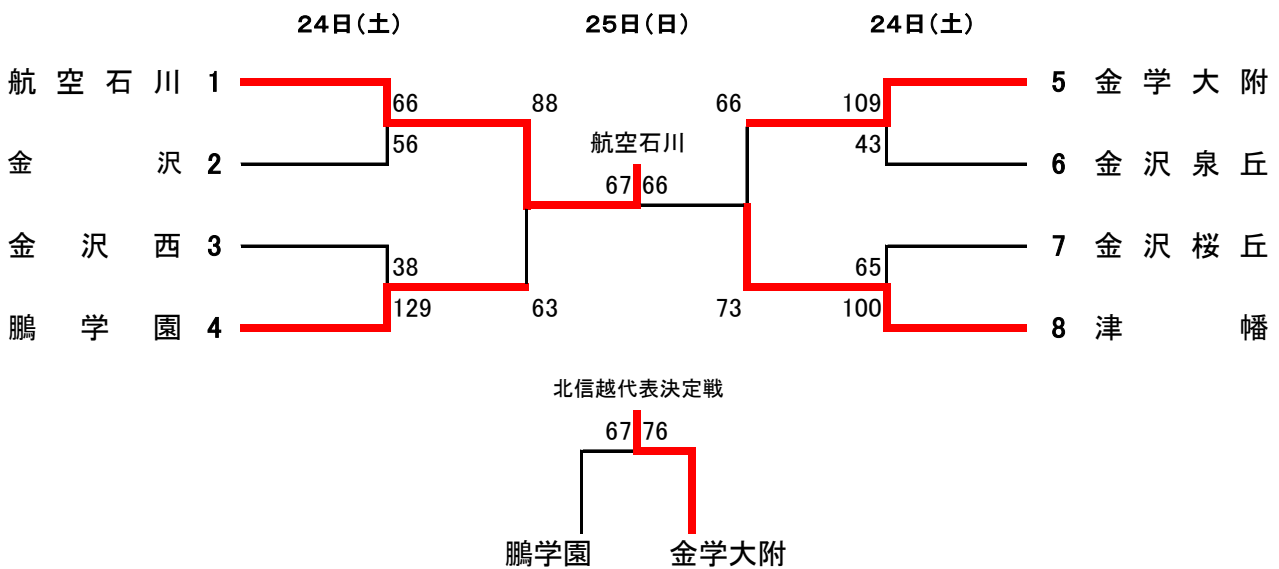 24日(土) 25日(日) 24日(土)
航空石川 1 5 金学大附
66 88 66 109
56 航空石川 43
金沢 2 6 金沢泉丘
67 66
金沢西 3 7 金沢桜丘
38 65
129 63 73 100
鵬学園 4 8 津幡
北信越代表決定戦
67 76
鵬学園 金学大附